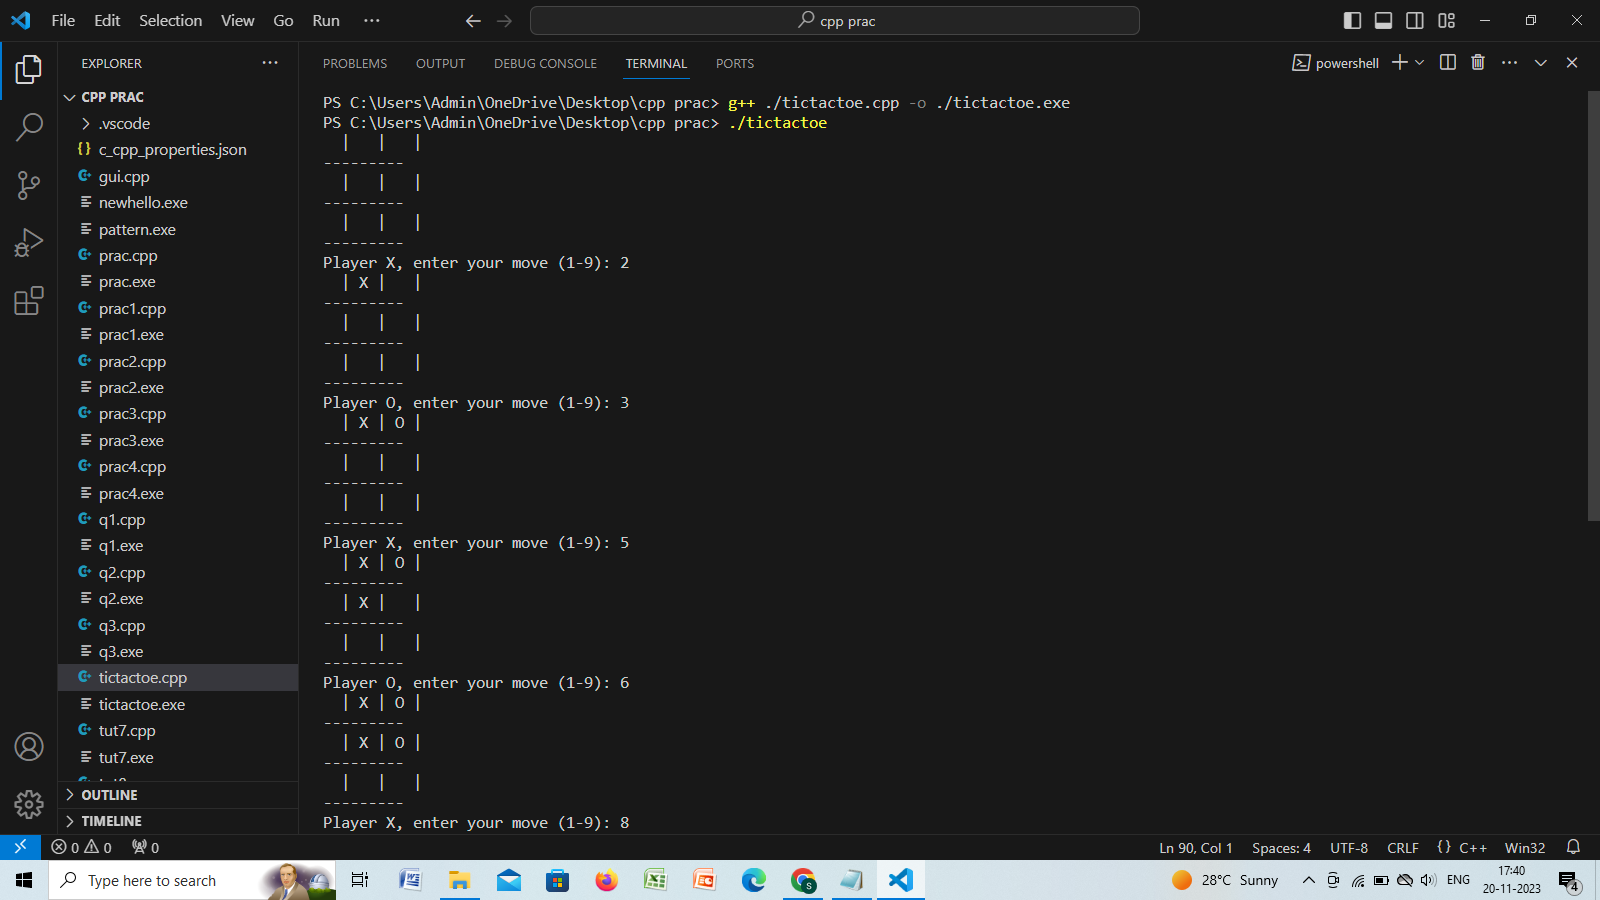 File Edit Selection View Go Run ··· cpp prac
EXPLORER ···
CPP PRAC
.vscode
{} c_cpp_properties.json
gui.cpp
newhello.exe
pattern.exe
prac.cpp
prac.exe
prac1.cpp
prac1.exe
prac2.cpp
prac2.exe
prac3.cpp
prac3.exe
prac4.cpp
prac4.exe
q1.cpp
q1.exe
q2.cpp
q2.exe
q3.cpp
q3.exe
tictactoe.cpp
tictactoe.exe
tut7.cpp
tut7.exe
OUTLINE
TIMELINE
PROBLEMS OUTPUT DEBUG CONSOLE TERMINAL PORTS powershell
PS C:\Users\Admin\OneDrive\Desktop\cpp prac> g++ ./tictactoe.cpp -o ./tictactoe.exe
PS C:\Users\Admin\OneDrive\Desktop\cpp prac> ./tictactoe
  |   |   |
---------
  |   |   |
---------
  |   |   |
---------
Player X, enter your move (1-9): 2
  | X |   |
---------
  |   |   |
---------
  |   |   |
---------
Player O, enter your move (1-9): 3
  | X | O |
---------
  |   |   |
---------
  |   |   |
---------
Player X, enter your move (1-9): 5
  | X | O |
---------
  | X |   |
---------
  |   |   |
---------
Player O, enter your move (1-9): 6
  | X | O |
---------
  | X | O |
---------
  |   |   |
---------
Player X, enter your move (1-9): 8
0 0 0 Ln 90, Col 1 Spaces: 4 UTF-8 CRLF {} C++ Win32
Type here to search 28°C Sunny ENG 17:40
20-11-2023 4